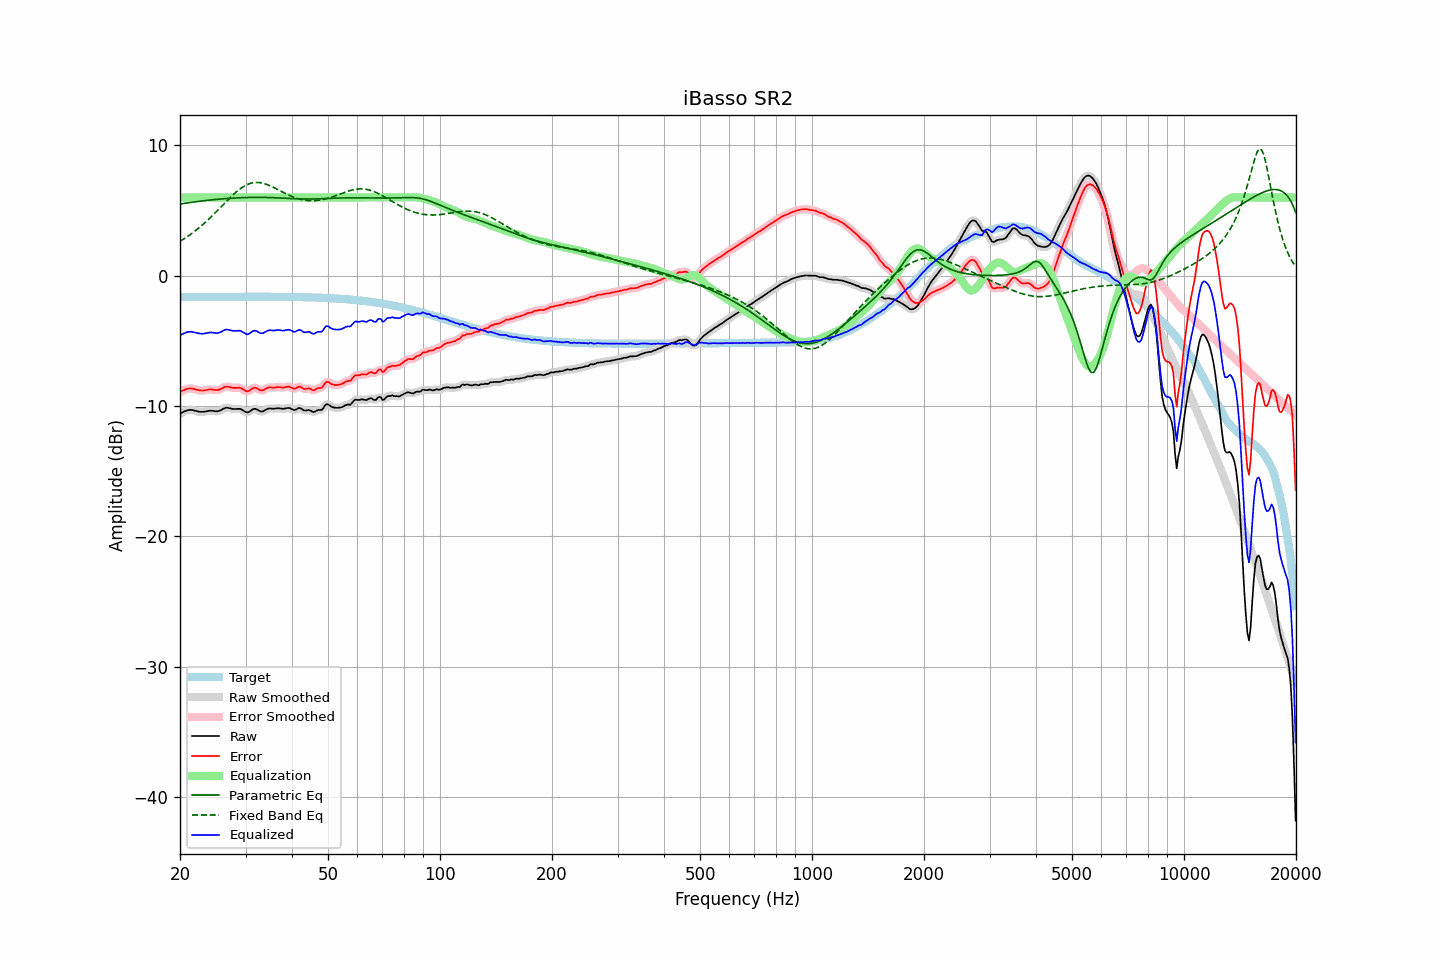 iBasso SR2
Amplitude (dBr)
10
0
−10
−20
−30
−40
Target
Raw Smoothed
Error Smoothed
Raw
Error
Equalization
Parametric Eq
Fixed Band Eq
Equalized
20 50 100 200 500 1000 2000 5000 10000 20000
Frequency (Hz)